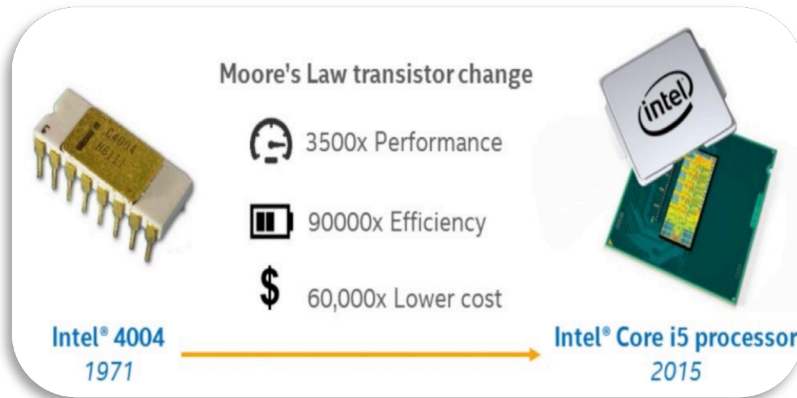 Moore's Law transistor change
C4004
3500x Performance
90000x Efficiency
$
60,000x Lower cost
intel
Intel® 4004
1971
Intel® Core i5 processor
2015